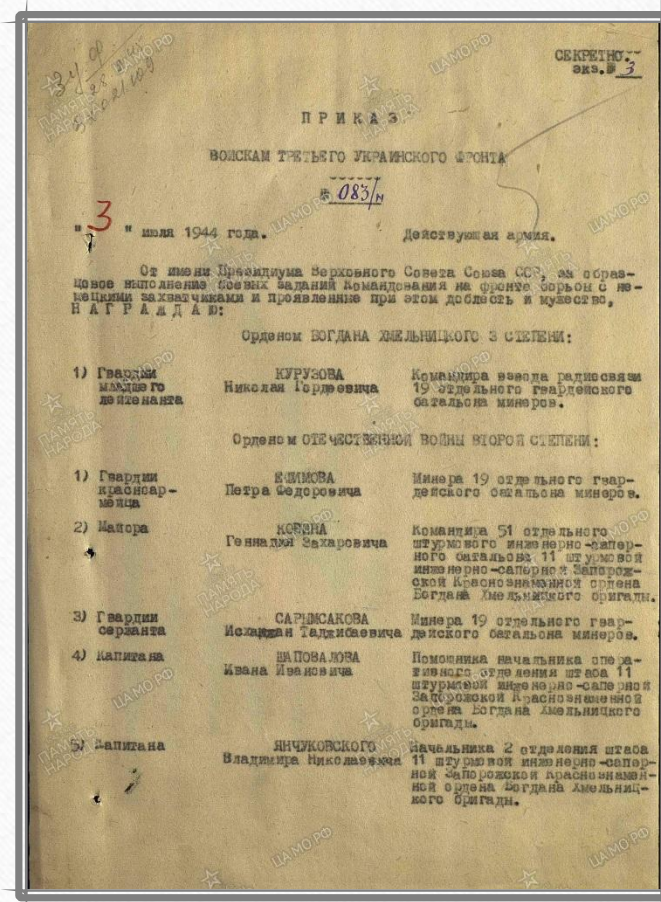 СЕКРЕТНО.
экз.№ 3
ПРИКАЗ
ВОЙСКАМ ТРЕТЬЕГО УКРАИНСКОГО ФРОНТА
№ 083/н
"3" июля 1944 года. Действующая армия.
От имени Президиума Верховного Совета Союза ССР, за образ-
цовое выполнение боевых заданий Командования на фронте борьбы с не-
мецкими захватчиками и проявленные при этом доблесть и мужество,
НАГРАЖДАЮ:
Орденом БОГДАНА ХМЕЛЬНИЦКОГО 3 СТЕПЕНИ:
1) Гвардии КУРУЗОВА Командира взвода радиосвязи
младшего Николая Гордеевича 19 отдельного гвардейского
лейтенанта батальона минеров.
Орденом ОТЕЧЕСТВЕННОЙ ВОЙНЫ ВТОРОЙ СТЕПЕНИ:
1) Гвардии ЕФИМОВА Минера 19 отдельного гвар-
красноар- Петра Федоровича дейского батальона минеров.
мейца
2) Майора Командира 51 отдельного
Геннадия Захаровича штурмового инженерно-сапер-
ного батальона 11 штурмовой
инженерно-саперной Запорож-
ской Краснознаменной ордена
Богдана Хмельницкого бригады.
3) Гвардии САРЫМСАКОВА Минера 19 отдельного гвар-
сержанта Таджибаевича дейского батальона минеров.
4) Капитана ШАПОВАЛОВА Помощника начальника опера-
Ивана Ивановича тивного отделения штаба 11
штурмовой инженерно-саперной
Запорожской Краснознаменной
ордена Богдана Хмельницкого
бригады.
5) Капитана ЯНЧУКОВСКОГО Начальника 2 отделения штаба
Владимира Николаевича 11 штурмовой инженерно-сапер-
ной Запорожской Краснознамен-
ной ордена Богдана Хмельниц-
кого бригады.
ПАМЯТЬ НАРОДА
ЦАМО.РФ